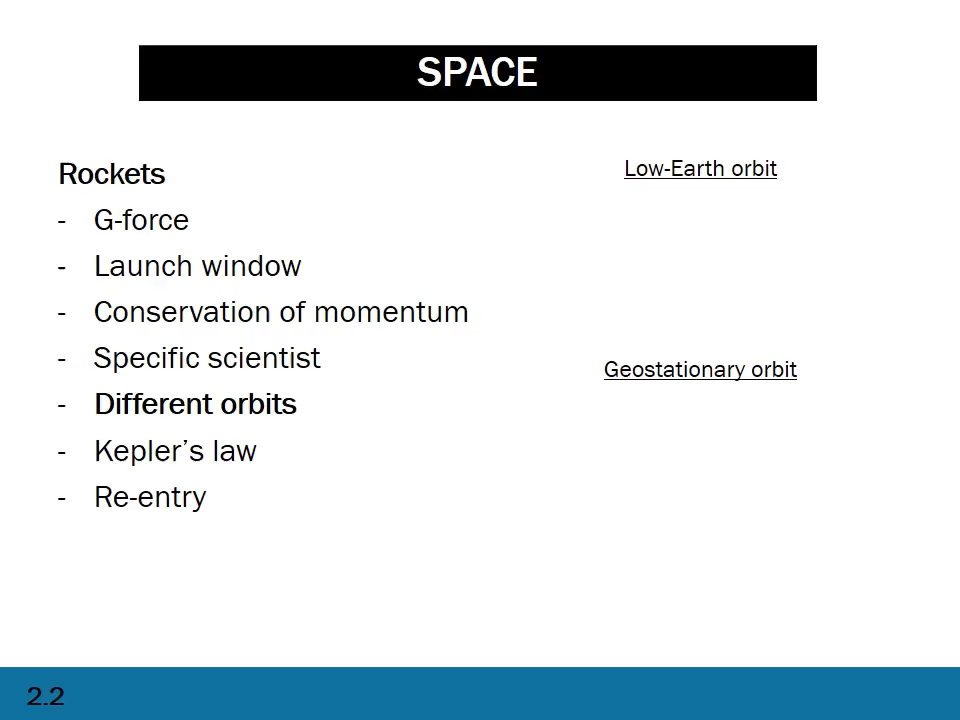 SPACE
Rockets
- G-force
- Launch window
- Conservation of momentum
- Specific scientist
- Different orbits
- Kepler’s law
- Re-entry
Low-Earth orbit
Geostationary orbit
2.2